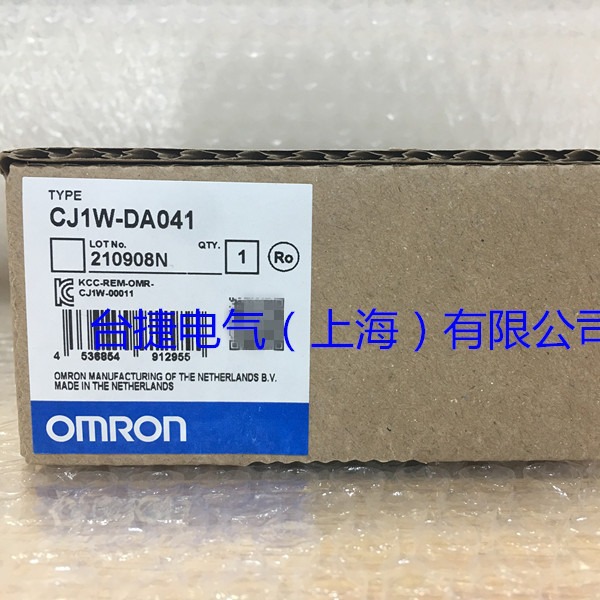 TYPE
CJ1W-DA041
LOT No. QTY.
210908N 1 Ro
KCC-REM-OMR-
CJ1W-00011
台捷电气（上海）有限公司
4 536854 912955
OMRON MANUFACTURING OF THE NETHERLANDS B.V.
MADE IN THE NETHERLANDS
OMRON